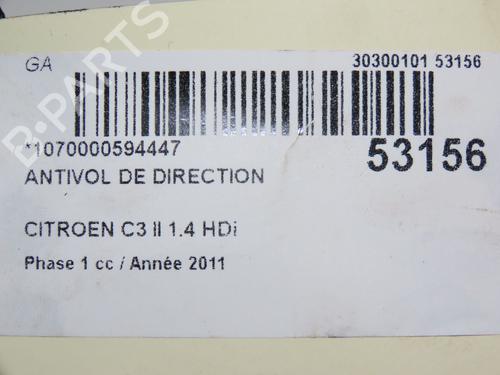 GA
30300101 53156
*1070000594447
53156
ANTIVOL DE DIRECTION
CITROEN C3 II 1.4 HDi
Phase 1 cc / Année 2011
B-PARTS